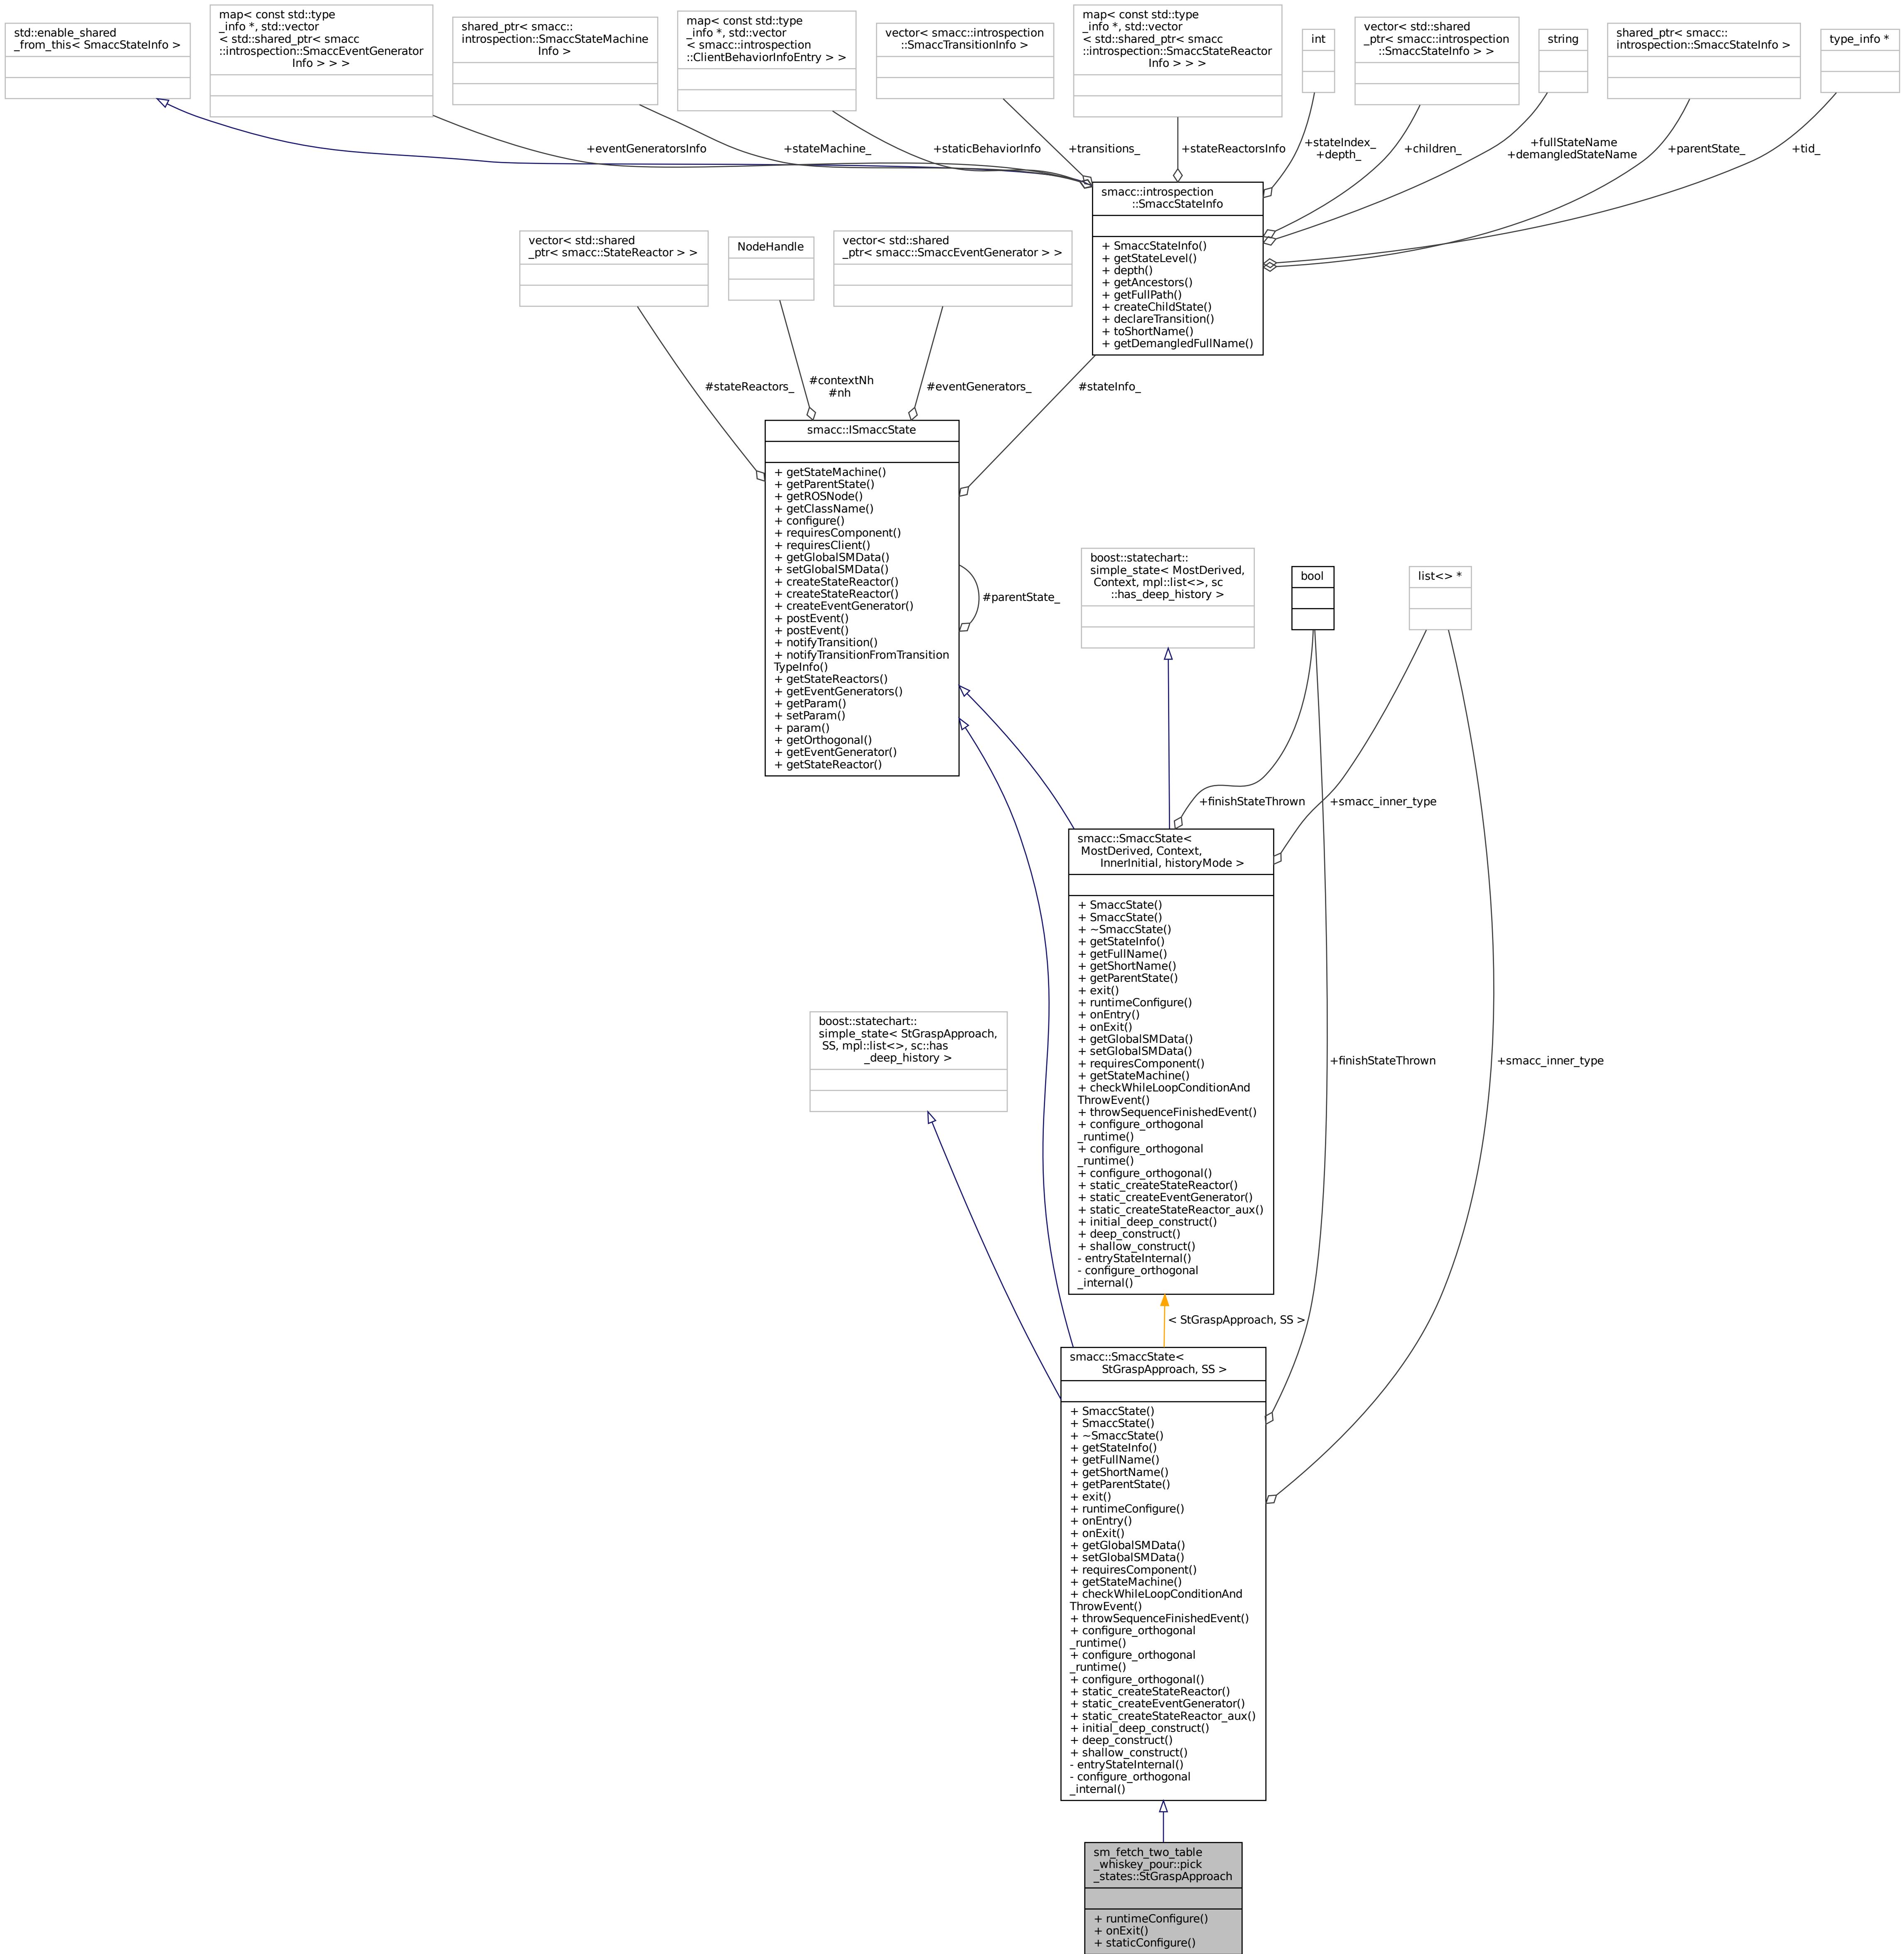 std::enable_shared
_from_this< SmaccStateInfo >
map< const std::type
_info *, std::vector
< std::shared_ptr< smacc
::introspection::SmaccEventGenerator
Info > > >
shared_ptr< smacc::
introspection::SmaccStateMachine
Info >
map< const std::type
_info *, std::vector
< smacc::introspection
::ClientBehaviorInfoEntry > >
vector< smacc::introspection
::SmaccTransitionInfo >
map< const std::type
_info *, std::vector
< std::shared_ptr< smacc
::introspection::SmaccStateReactor
Info > > >
int
vector< std::shared
_ptr< smacc::introspection
::SmaccStateInfo > >
string
shared_ptr< smacc::
introspection::SmaccStateInfo >
type_info *
+eventGeneratorsInfo
+stateMachine_
+staticBehaviorInfo
+transitions_
+stateReactorsInfo
+stateIndex_
+depth_
+children_
+fullStateName
+demangledStateName
+parentState_
+tid_
smacc::introspection
::SmaccStateInfo
+ SmaccStateInfo()
+ getStateLevel()
+ depth()
+ getAncestors()
+ getFullPath()
+ createChildState()
+ declareTransition()
+ toShortName()
+ getDemangledFullName()
vector< std::shared
_ptr< smacc::StateReactor > >
NodeHandle
vector< std::shared
_ptr< smacc::SmaccEventGenerator > >
#stateReactors_
#contextNh
#nh
#eventGenerators_
#stateInfo_
smacc::ISmaccState
+ getStateMachine()
+ getParentState()
+ getROSNode()
+ getClassName()
+ configure()
+ requiresComponent()
+ requiresClient()
+ getGlobalSMData()
+ setGlobalSMData()
+ createStateReactor()
+ createStateReactor()
+ createEventGenerator()
+ postEvent()
+ postEvent()
+ notifyTransition()
+ notifyTransitionFromTransition
TypeInfo()
+ getStateReactors()
+ getEventGenerators()
+ getParam()
+ setParam()
+ param()
+ getOrthogonal()
+ getEventGenerator()
+ getStateReactor()
#parentState_
boost::statechart::
simple_state< MostDerived,
Context, mpl::list<>, sc
::has_deep_history >
bool
list<> *
+finishStateThrown
+smacc_inner_type
smacc::SmaccState<
MostDerived, Context,
InnerInitial, historyMode >
+ SmaccState()
+ SmaccState()
+ ~SmaccState()
+ getStateInfo()
+ getFullName()
+ getShortName()
+ getParentState()
+ exit()
+ runtimeConfigure()
+ onEntry()
+ onExit()
+ getGlobalSMData()
+ setGlobalSMData()
+ requiresComponent()
+ getStateMachine()
+ checkWhileLoopConditionAnd
ThrowEvent()
+ throwSequenceFinishedEvent()
+ configure_orthogonal
_runtime()
+ configure_orthogonal
_runtime()
+ configure_orthogonal()
+ static_createStateReactor()
+ static_createEventGenerator()
+ static_createStateReactor_aux()
+ initial_deep_construct()
+ deep_construct()
+ shallow_construct()
- entryStateInternal()
- configure_orthogonal
_internal()
boost::statechart::
simple_state< StGraspApproach,
SS, mpl::list<>, sc::has
_deep_history >
+finishStateThrown
+smacc_inner_type
< StGraspApproach, SS >
smacc::SmaccState<
StGraspApproach, SS >
+ SmaccState()
+ SmaccState()
+ ~SmaccState()
+ getStateInfo()
+ getFullName()
+ getShortName()
+ getParentState()
+ exit()
+ runtimeConfigure()
+ onEntry()
+ onExit()
+ getGlobalSMData()
+ setGlobalSMData()
+ requiresComponent()
+ getStateMachine()
+ checkWhileLoopConditionAnd
ThrowEvent()
+ throwSequenceFinishedEvent()
+ configure_orthogonal
_runtime()
+ configure_orthogonal
_runtime()
+ configure_orthogonal()
+ static_createStateReactor()
+ static_createEventGenerator()
+ static_createStateReactor_aux()
+ initial_deep_construct()
+ deep_construct()
+ shallow_construct()
- entryStateInternal()
- configure_orthogonal
_internal()
sm_fetch_two_table
_whiskey_pour::pick
_states::StGraspApproach
+ runtimeConfigure()
+ onExit()
+ staticConfigure()